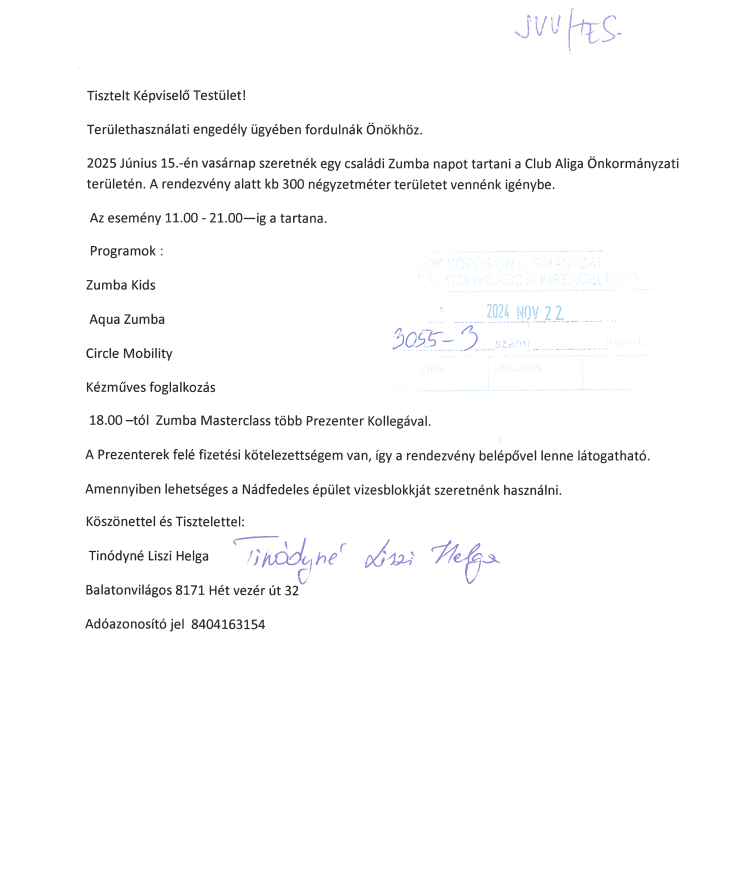 Tisztelt Képviselő Testület!
Területhasználati engedély ügyében fordulnák Önökhöz.
2025 Június 15.-én vasárnap szeretnék egy családi Zumba napot tartani a Club Aliga Önkormányzati
területén. A rendezvény alatt kb 300 négyzetméter területet vennénk igénybe.
Az esemény 11.00 - 21.00—ig a tartana.
Programok :
Zumba Kids
Aqua Zumba
2024 NOV 22.
3055-3 szám
Circle Mobility
Kézműves foglalkozás
18.00 –tól Zumba Masterclass több Prezenter Kollegával.
A Prezenterek felé fizetési kötelezettségem van, így a rendezvény belépővel lenne látogatható.
Amennyiben lehetséges a Nádfedeles épület vizesblokkját szeretnénk használni.
Köszönettel és Tisztelettel:
Tinódyné Liszi Helga Tinódyné Liszi Helga
Balatonvilágos 8171 Hét vezér út 32
Adóazonosító jel 8404163154